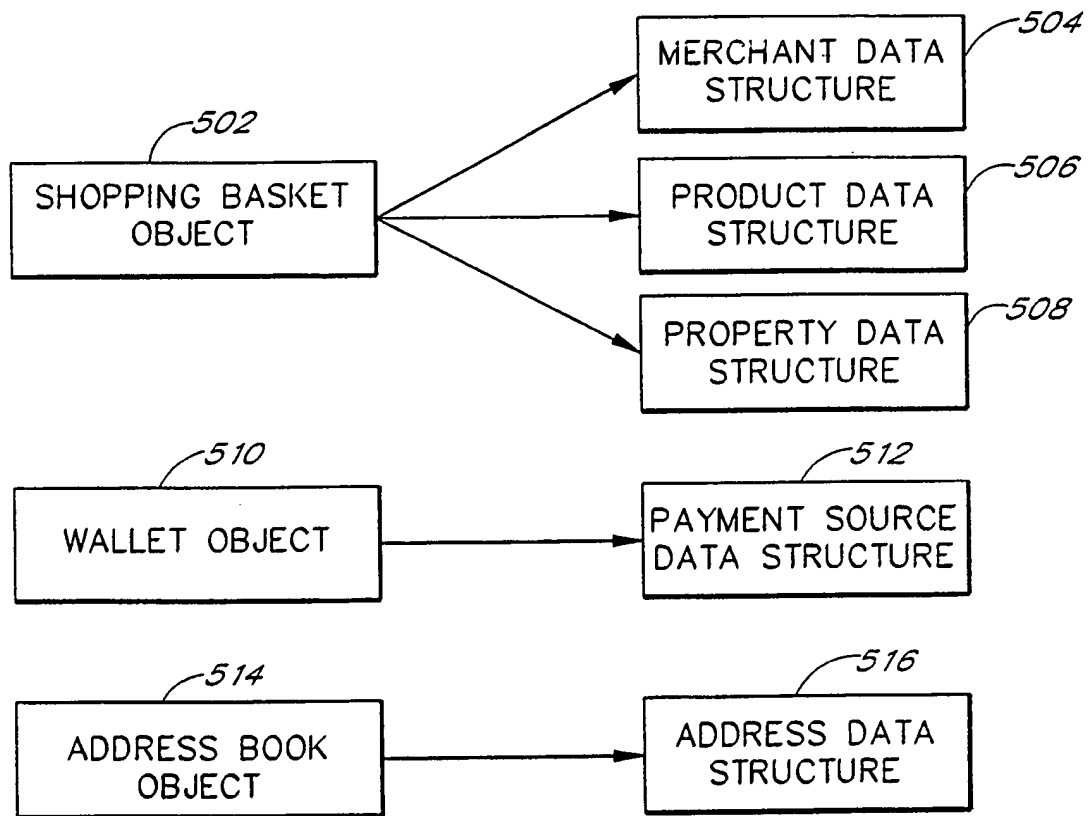 504
MERCHANT DATA
STRUCTURE
502
SHOPPING BASKET
OBJECT
506
PRODUCT DATA
STRUCTURE
508
PROPERTY DATA
STRUCTURE
510
WALLET OBJECT
512
PAYMENT SOURCE
DATA STRUCTURE
514
ADDRESS BOOK
OBJECT
516
ADDRESS DATA
STRUCTURE